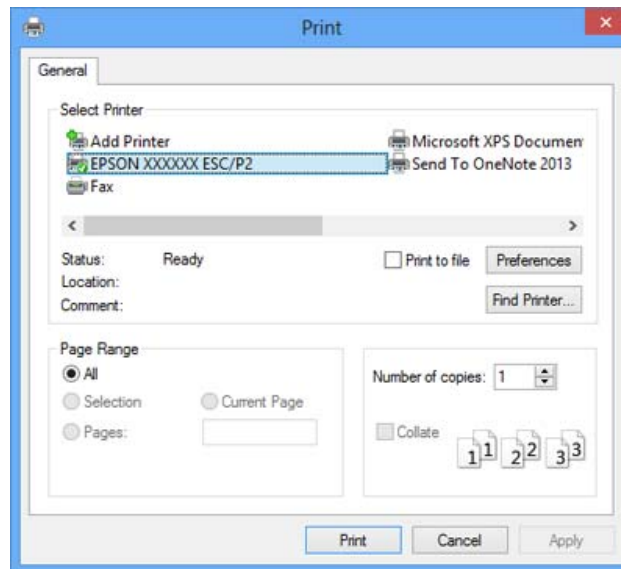 Print
General
Select Printer
Add Printer
Microsoft XPS Documen
EPSON XXXXXX ESC/P2
Send To OneNote 2013
Fax
Status: Ready
Print to file
Preferences
Location:
Comment:
Find Printer...
Page Range
All
Selection
Current Page
Pages:
Number of copies: 1
Collate
1 1 2 2 3 3
Print
Cancel
Apply